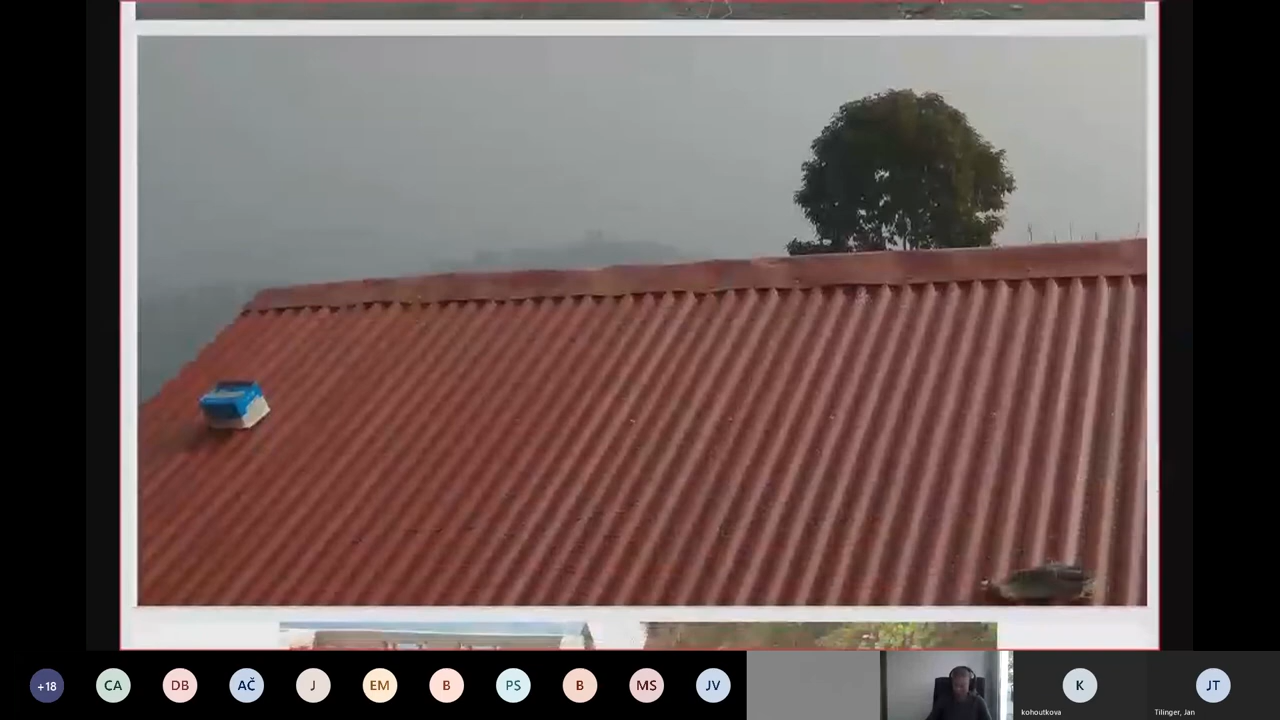 +18
CA
DB
AČ
J
EM
B
PS
B
MS
JV
K
JT
kohoutkova
Tilinger, Jan